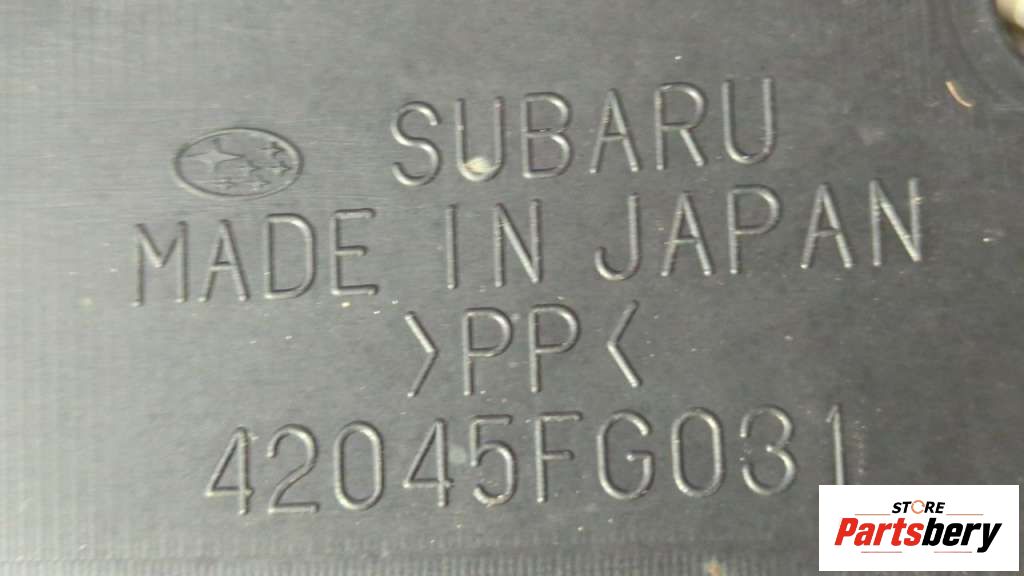 SUBARU
MADE IN JAPAN
>PP<
42045FG031
STORE
Partsbery